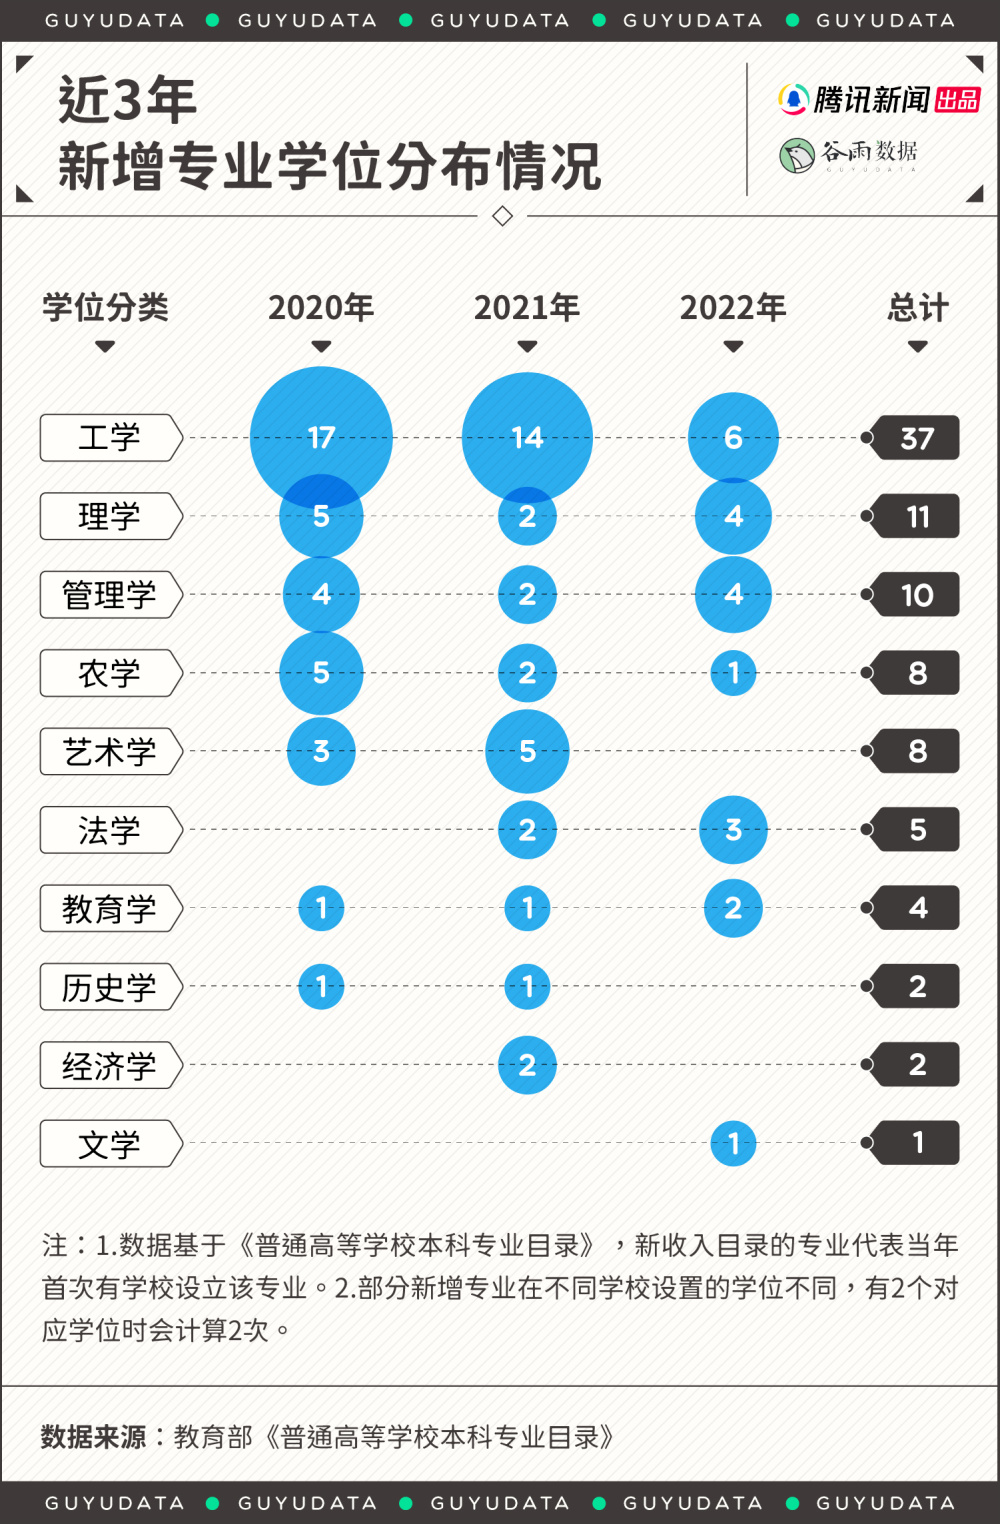 GUYUDATA GUYUDATA GUYUDATA GUYUDATA GUYUDATA
近3年
新增专业学位分布情况
腾讯新闻 出品
谷雨数据
GUYUDATA
学位分类 2020年 2021年 2022年 总计
工学 17 14 6 37
理学 5 2 4 11
管理学 4 2 4 10
农学 5 2 1 8
艺术学 3 5 8
法学 2 3 5
教育学 1 1 2 4
历史学 1 1 2
经济学 2 2
文学 1 1
注：1.数据基于《普通高等学校本科专业目录》，新收入目录的专业代表当年
首次有学校设立该专业。2.部分新增专业在不同学校设置的学位不同，有2个对
应学位时会计算2次。
数据来源：教育部《普通高等学校本科专业目录》
GUYUDATA GUYUDATA GUYUDATA GUYUDATA GUYUDATA